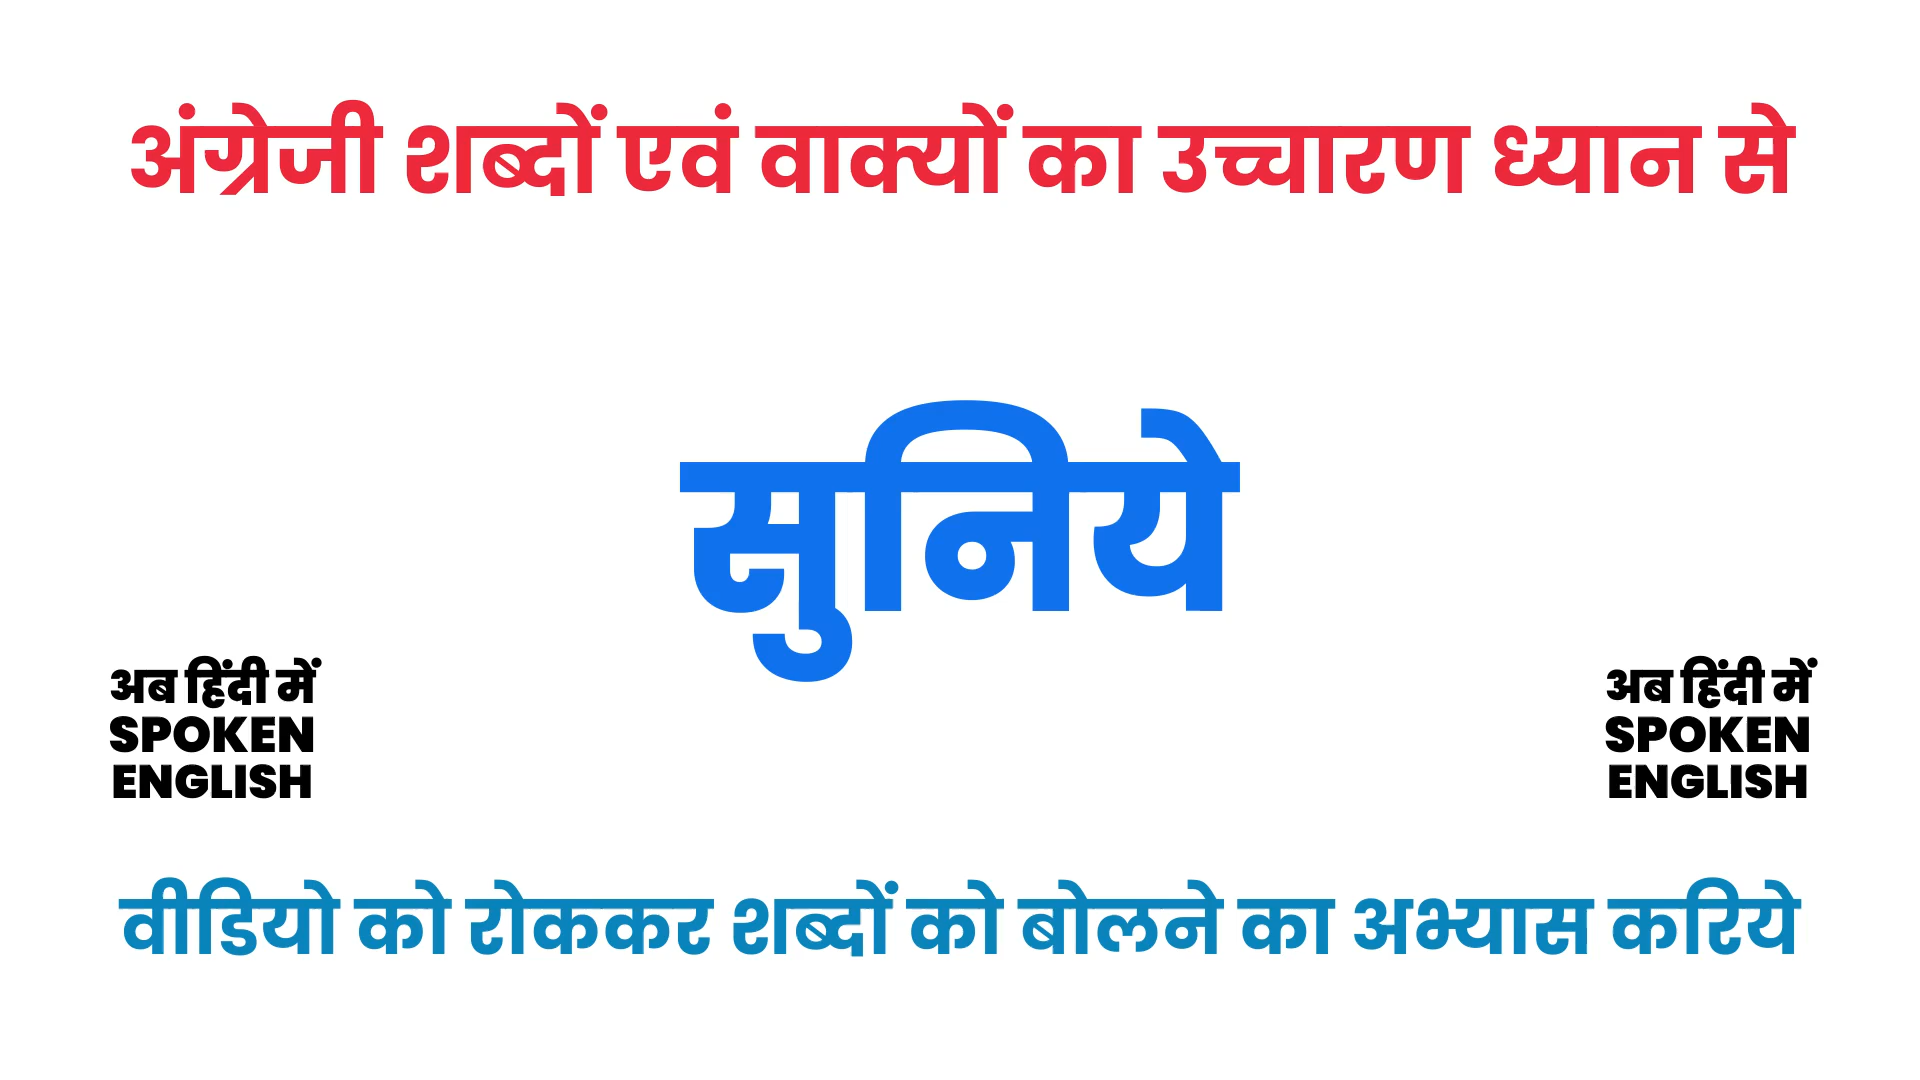 अंग्रेजी शब्दों एवं वाक्यों का उच्चारण ध्यान से
सुनिये
अब हिंदी में
SPOKEN
ENGLISH
अब हिंदी में
SPOKEN
ENGLISH
वीडियो को रोककर शब्दों को बोलने का अभ्यास करिये